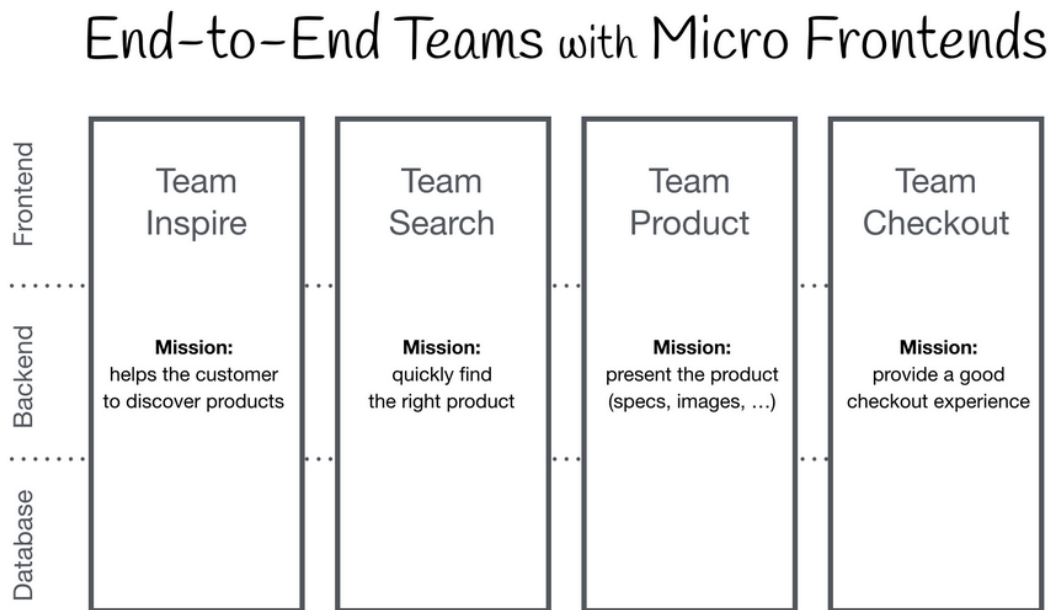 End-to-End Teams with Micro Frontends
Frontend
Team
Inspire
Team
Search
Team
Product
Team
Checkout
Backend
Mission:
helps the customer
to discover products
Mission:
quickly find
the right product
Mission:
present the product
(specs, images, ...)
Mission:
provide a good
checkout experience
Database